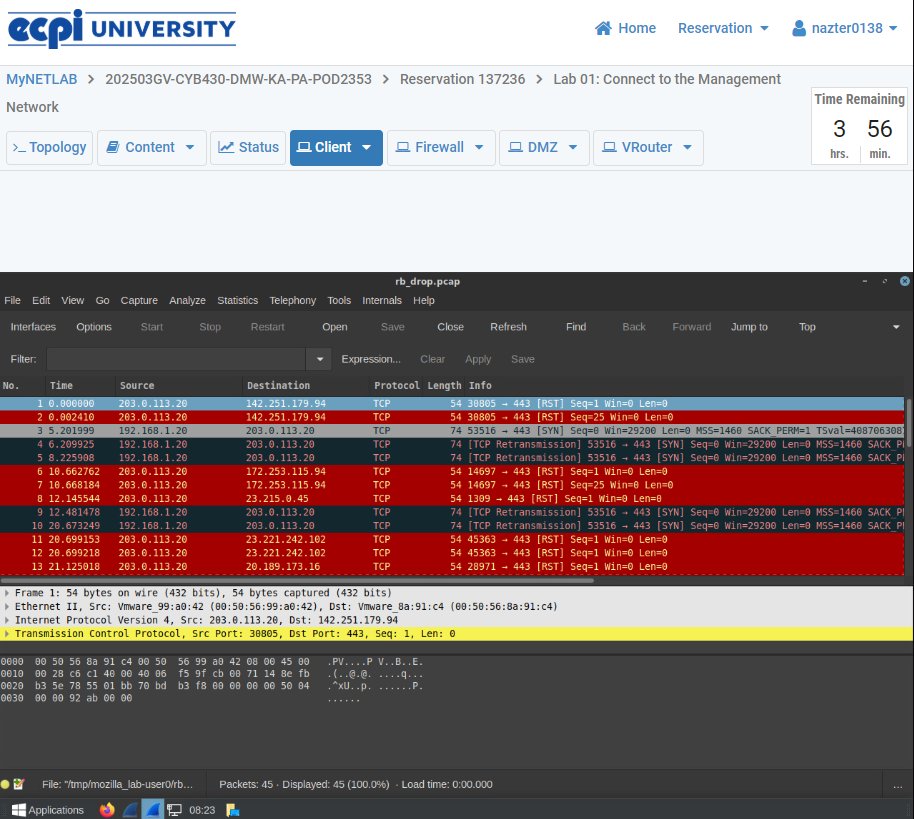 ecpi UNIVERSITY
Home Reservation nazter0138
MyNETLAB > 202503GV-CYB430-DMW-KA-PA-POD2353 > Reservation 137236 > Lab 01: Connect to the Management
Network
Time Remaining
3 56
hrs. min.
>_ Topology Content Status Client Firewall DMZ VRouter
rb_drop.pcap
File Edit View Go Capture Analyze Statistics Telephony Tools Internals Help
Interfaces Options Start Stop Restart Open Save Close Refresh Find Back Forward Jump to Top
Filter: Expression... Clear Apply Save
No. Time Source Destination Protocol Length Info
1 0.000000 203.0.113.20 142.251.179.94 TCP 54 30805 → 443 [RST] Seq=1 Win=0 Len=0
2 0.002410 203.0.113.20 142.251.179.94 TCP 54 30805 → 443 [RST] Seq=25 Win=0 Len=0
3 5.201999 192.168.1.20 203.0.113.20 TCP 74 53516 → 443 [SYN] Seq=0 Win=29200 Len=0 MSS=1460 SACK_PERM=1 TSval=408706308
4 6.209925 192.168.1.20 203.0.113.20 TCP 74 [TCP Retransmission] 53516 → 443 [SYN] Seq=0 Win=29200 Len=0 MSS=1460 SACK_P
5 8.225908 192.168.1.20 203.0.113.20 TCP 74 [TCP Retransmission] 53516 → 443 [SYN] Seq=0 Win=29200 Len=0 MSS=1460 SACK_P
6 10.662762 203.0.113.20 172.253.115.94 TCP 54 14697 → 443 [RST] Seq=1 Win=0 Len=0
7 10.668184 203.0.113.20 172.253.115.94 TCP 54 14697 → 443 [RST] Seq=25 Win=0 Len=0
8 12.145544 203.0.113.20 23.215.0.45 TCP 54 1309 → 443 [RST] Seq=1 Win=0 Len=0
9 12.481478 192.168.1.20 203.0.113.20 TCP 74 [TCP Retransmission] 53516 → 443 [SYN] Seq=0 Win=29200 Len=0 MSS=1460 SACK_P
10 20.673249 192.168.1.20 203.0.113.20 TCP 74 [TCP Retransmission] 53516 → 443 [SYN] Seq=0 Win=29200 Len=0 MSS=1460 SACK_P
11 20.699153 203.0.113.20 23.221.242.102 TCP 54 45363 → 443 [RST] Seq=1 Win=0 Len=0
12 20.699218 203.0.113.20 23.221.242.102 TCP 54 45363 → 443 [RST] Seq=1 Win=0 Len=0
13 21.125018 203.0.113.20 20.189.173.16 TCP 54 28971 → 443 [RST] Seq=1 Win=0 Len=0
Frame 1: 54 bytes on wire (432 bits), 54 bytes captured (432 bits)
Ethernet II, Src: Vmware_99:a0:42 (00:50:56:99:a0:42), Dst: Vmware_8a:91:c4 (00:50:56:8a:91:c4)
Internet Protocol Version 4, Src: 203.0.113.20, Dst: 142.251.179.94
Transmission Control Protocol, Src Port: 30805, Dst Port: 443, Seq: 1, Len: 0
0000 00 50 56 8a 91 c4 00 50 56 99 a0 42 08 00 45 00 .PV....P V..B..E.
0010 00 28 c6 c1 40 00 40 06 f5 9f cb 00 71 14 8e fb .(..@.@. ....q...
0020 b3 5e 78 55 01 bb 70 bd b3 f8 00 00 00 00 50 04 .^xU..p. ......P.
0030 00 00 92 ab 00 00 ......
File: "/tmp/mozilla_lab-user0/rb… Packets: 45 · Displayed: 45 (100.0%) · Load time: 0:00.000 ...
Applications 08:23